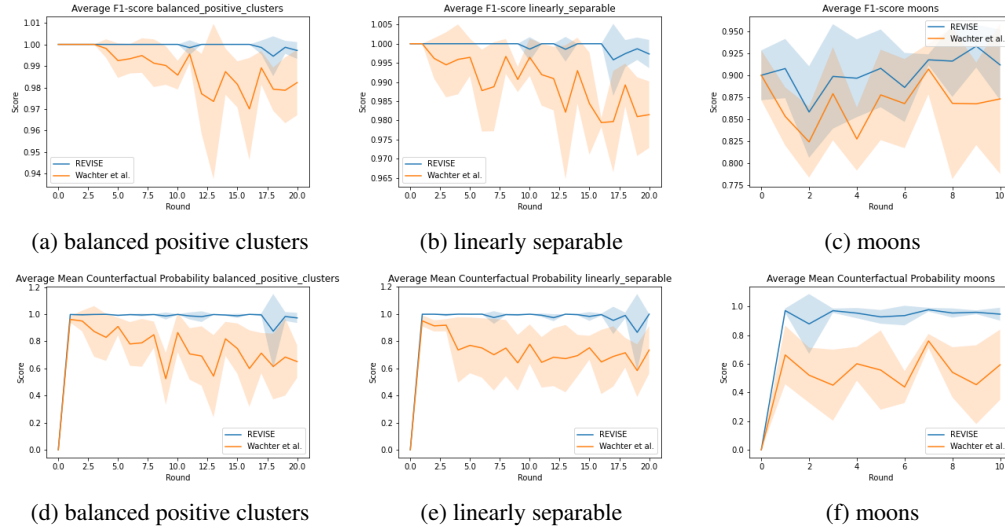 Average F1-score balanced_positive_clusters
1.01
1.00
0.99
0.98
0.97
0.96
0.95
0.94
Score
REVISE
Wachter et al.
0.0 2.5 5.0 7.5 10.0 12.5 15.0 17.5 20.0
Round
(a) balanced positive clusters
Average F1-score linearly_separable
1.005
1.000
0.995
0.990
0.985
0.980
0.975
0.970
0.965
Score
REVISE
Wachter et al.
0.0 2.5 5.0 7.5 10.0 12.5 15.0 17.5 20.0
Round
(b) linearly separable
Average F1-score moons
0.950
0.925
0.900
0.875
0.850
0.825
0.800
0.775
Score
REVISE
Wachter et al.
0 2 4 6 8 10
Round
(c) moons
Average Mean Counterfactual Probability balanced_positive_clusters
1.2
1.0
0.8
0.6
0.4
0.2
0.0
Score
REVISE
Wachter et al.
0.0 2.5 5.0 7.5 10.0 12.5 15.0 17.5 20.0
Round
(d) balanced positive clusters
Average Mean Counterfactual Probability linearly_separable
1.2
1.0
0.8
0.6
0.4
0.2
0.0
Score
REVISE
Wachter et al.
0.0 2.5 5.0 7.5 10.0 12.5 15.0 17.5 20.0
Round
(e) linearly separable
Average Mean Counterfactual Probability moons
1.0
0.8
0.6
0.4
0.2
0.0
Score
REVISE
Wachter et al.
0 2 4 6 8 10
Round
(f) moons